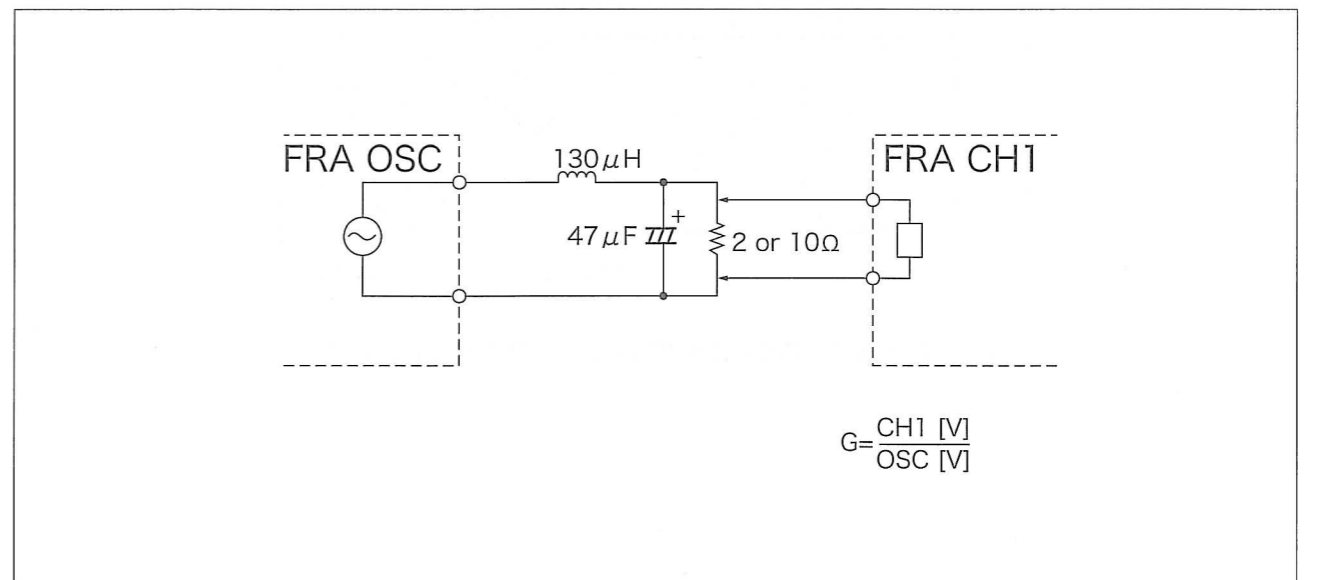 FRA OSC
130μH
FRA CH1
+
47μF
2 or 10Ω
G=CH1 [V]
OSC [V]